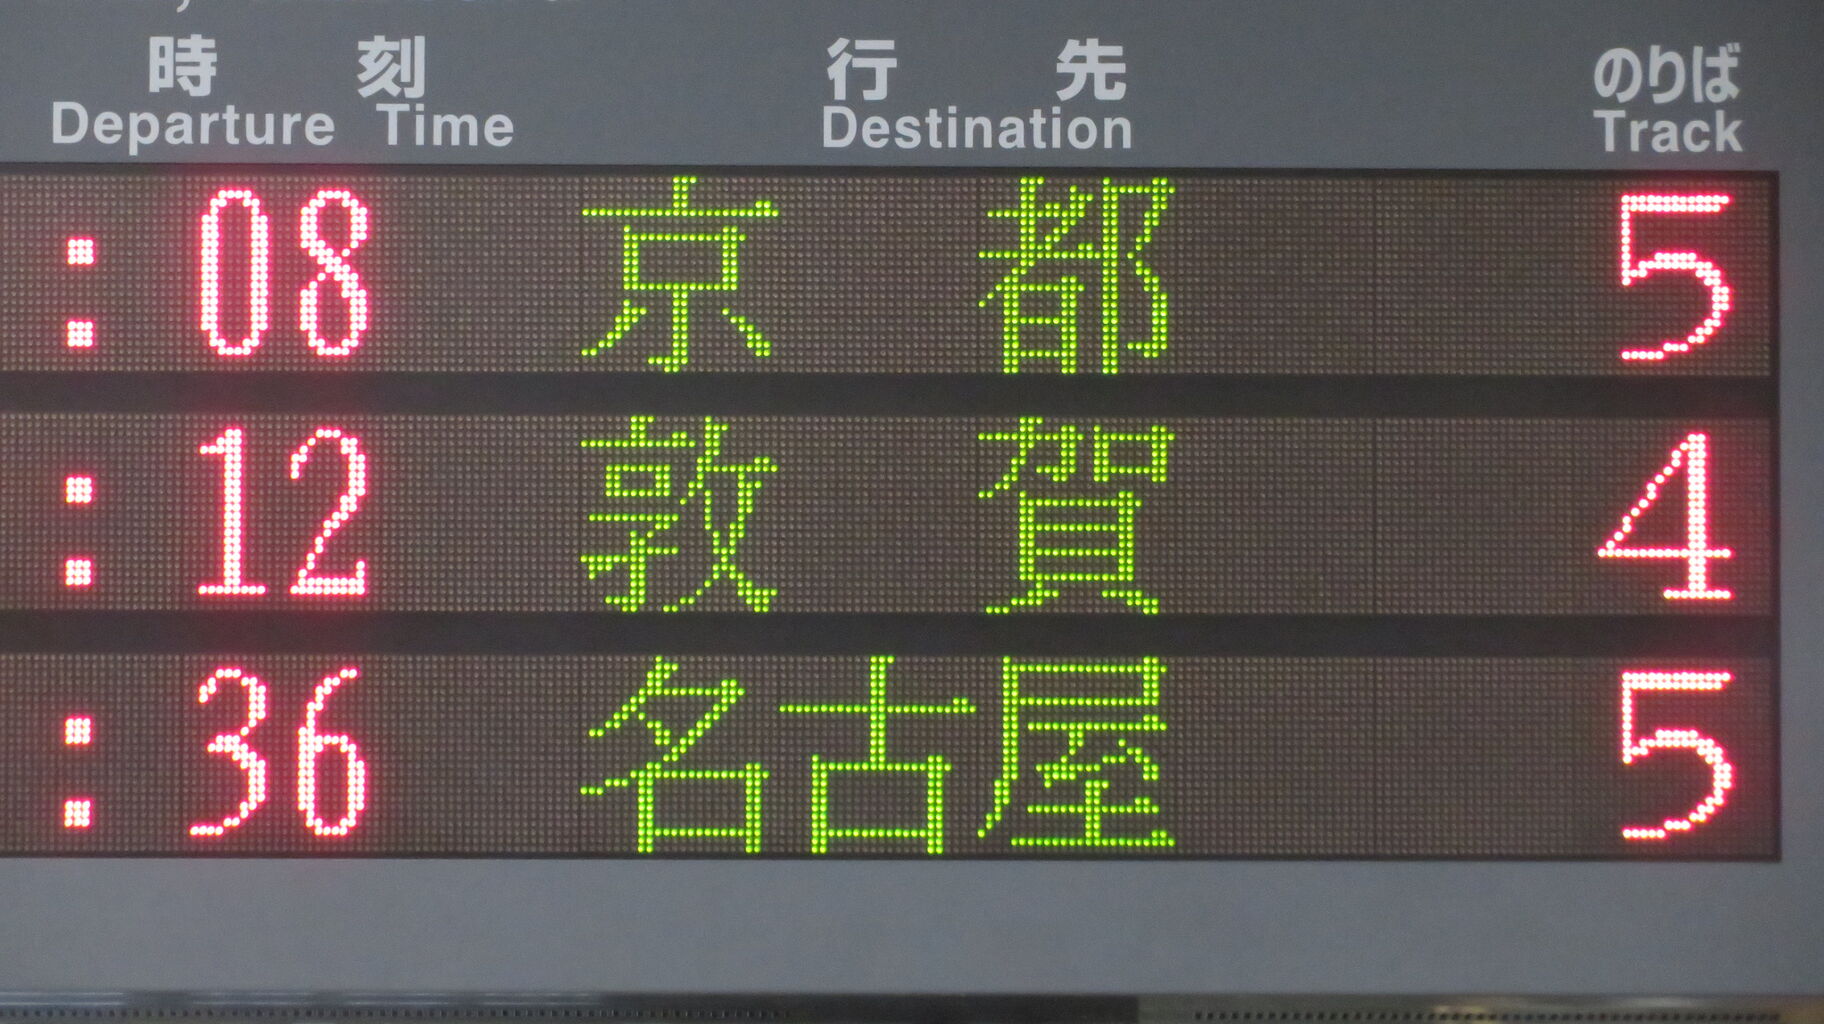 時刻 行先 のりば
Departure Time Destination Track
:08 京都 5
:12 敦賀 4
:36 名古屋 5